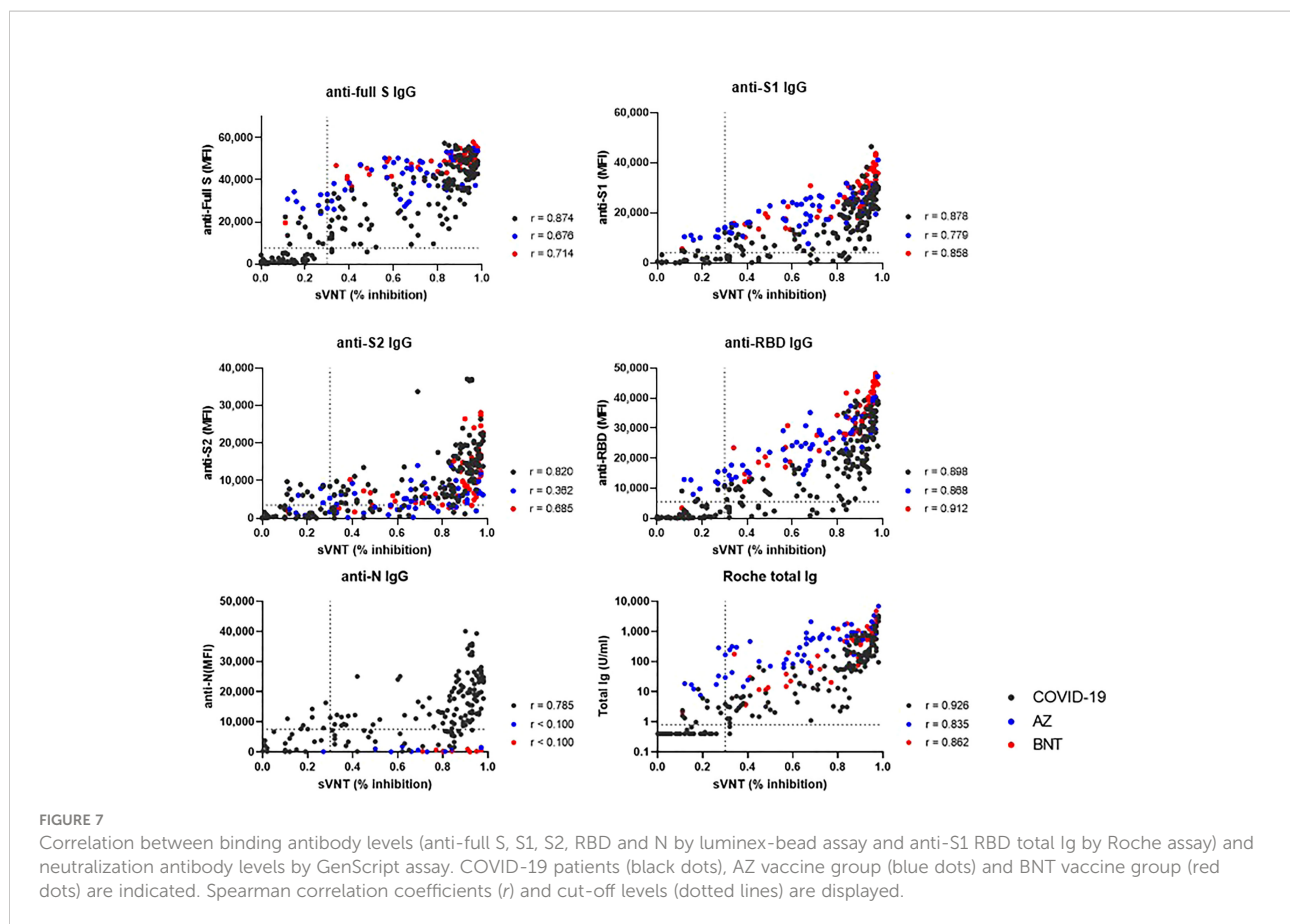 anti-full S IgG
anti-Full S (MFI)
60,000
40,000
20,000
0
0.0 0.2 0.4 0.6 0.8 1.0
sVNT (% inhibition)
r = 0.874
r = 0.676
r = 0.714
anti-S1 IgG
anti-S1 (MFI)
60,000
40,000
20,000
0
0.0 0.2 0.4 0.6 0.8 1.0
sVNT (% inhibition)
r = 0.878
r = 0.779
r = 0.858
anti-S2 IgG
anti-S2 (MFI)
40,000
30,000
20,000
10,000
0
0.0 0.2 0.4 0.6 0.8 1.0
sVNT (% inhibition)
r = 0.820
r = 0.362
r = 0.685
anti-RBD IgG
anti-RBD (MFI)
50,000
40,000
30,000
20,000
10,000
0
0.0 0.2 0.4 0.6 0.8 1.0
sVNT (% inhibition)
r = 0.898
r = 0.868
r = 0.912
anti-N IgG
anti-N(MFI)
50,000
40,000
30,000
20,000
10,000
0
0.0 0.2 0.4 0.6 0.8 1.0
sVNT (% inhibition)
r = 0.785
r < 0.100
r < 0.100
Roche total Ig
Total Ig (U/ml)
10,000
1,000
100
10
1
0.1
0.0 0.2 0.4 0.6 0.8 1.0
sVNT (% inhibition)
r = 0.926
r = 0.835
r = 0.862
COVID-19
AZ
BNT
FIGURE 7
Correlation between binding antibody levels (anti-full S, S1, S2, RBD and N by luminex-bead assay and anti-S1 RBD total Ig by Roche assay) and
neutralization antibody levels by GenScript assay. COVID-19 patients (black dots), AZ vaccine group (blue dots) and BNT vaccine group (red
dots) are indicated. Spearman correlation coefficients (r) and cut-off levels (dotted lines) are displayed.